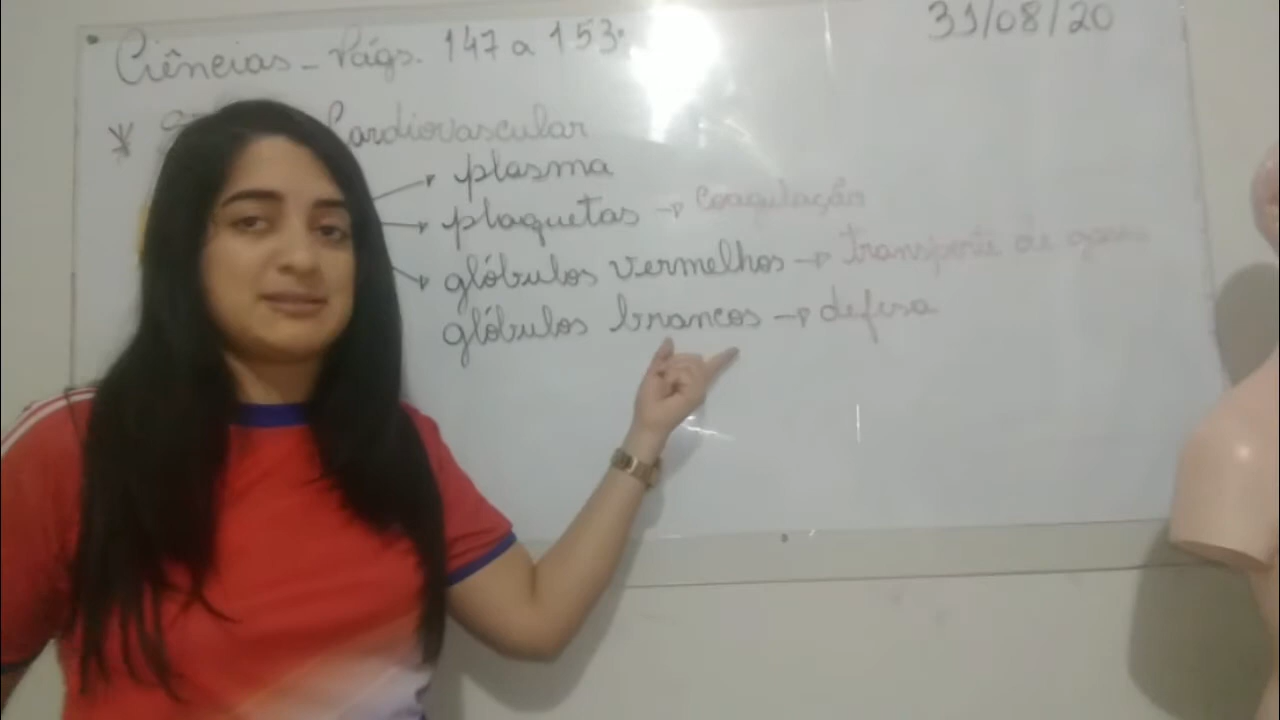 Ciências - Págs. 147 a 153.
31/08/20
* Cardiovascular
→ plasma
→ plaquetas → Coagulação
→ glóbulos vermelhos → Transporte de gases
glóbulos brancos → defesa